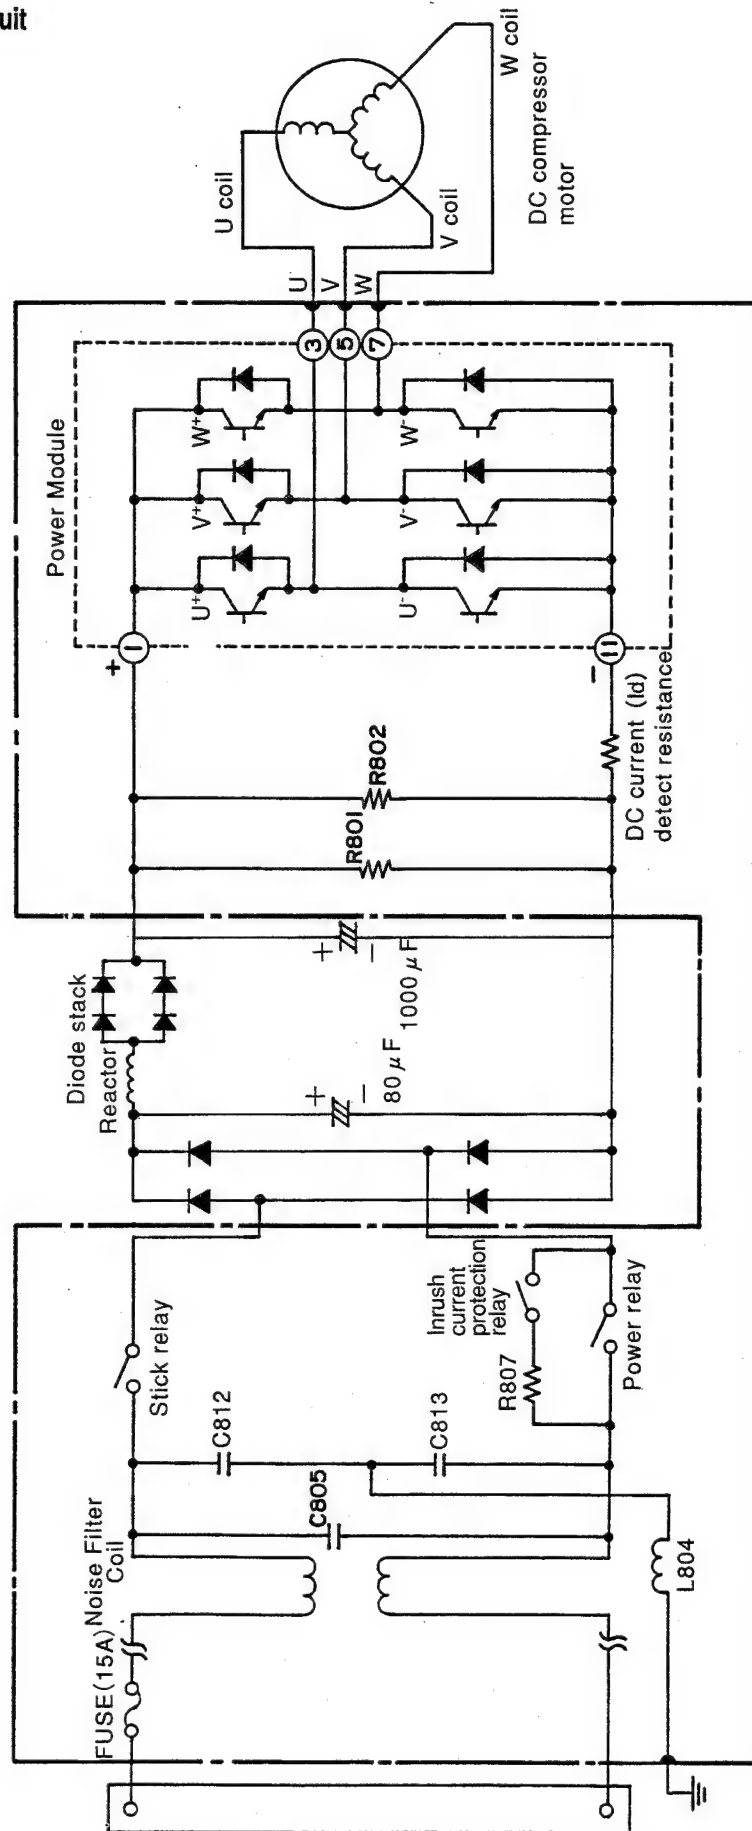 uit
U coil
V coil
W coil
DC compressor
motor
U
V
W
3
5
7
Power Module
U+
V+
W+
U-
V-
W-
+
1
-
11
DC current (Id)
detect resistance
R802
R801
Diode stack
Reactor
+
-
1000 μF
+
-
80 μF
Stick relay
Inrush
current
protection
relay
R807
Power relay
C812
C813
C805
Noise Filter
Coil
FUSE (15A)
L804